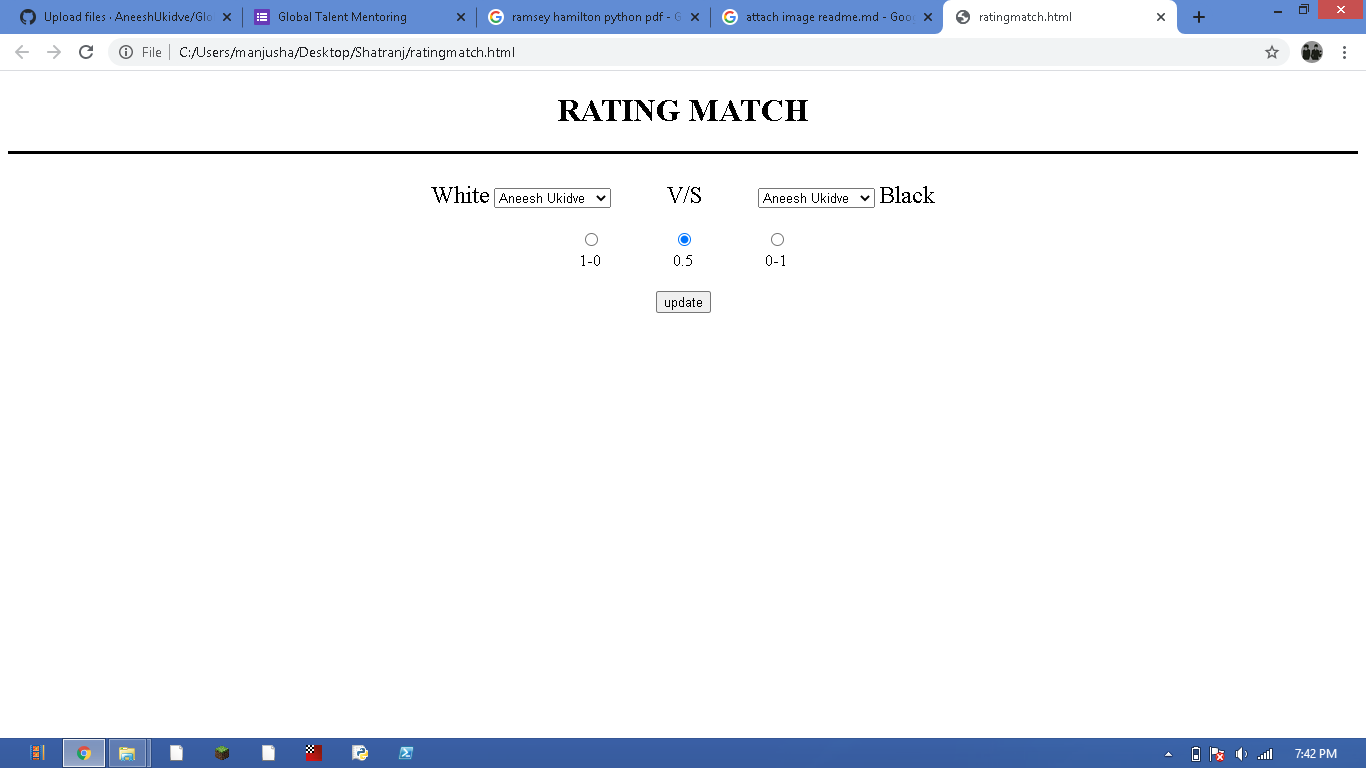 Upload files · AneeshUkidve/Glo
Global Talent Mentoring
ramsey hamilton python pdf - G
attach image readme.md - Goo
ratingmatch.html
File
C:/Users/manjusha/Desktop/Shatranj/ratingmatch.html
RATING MATCH
White Aneesh Ukidve V/S Aneesh Ukidve Black
1-0 0.5 0-1
update
7:42 PM